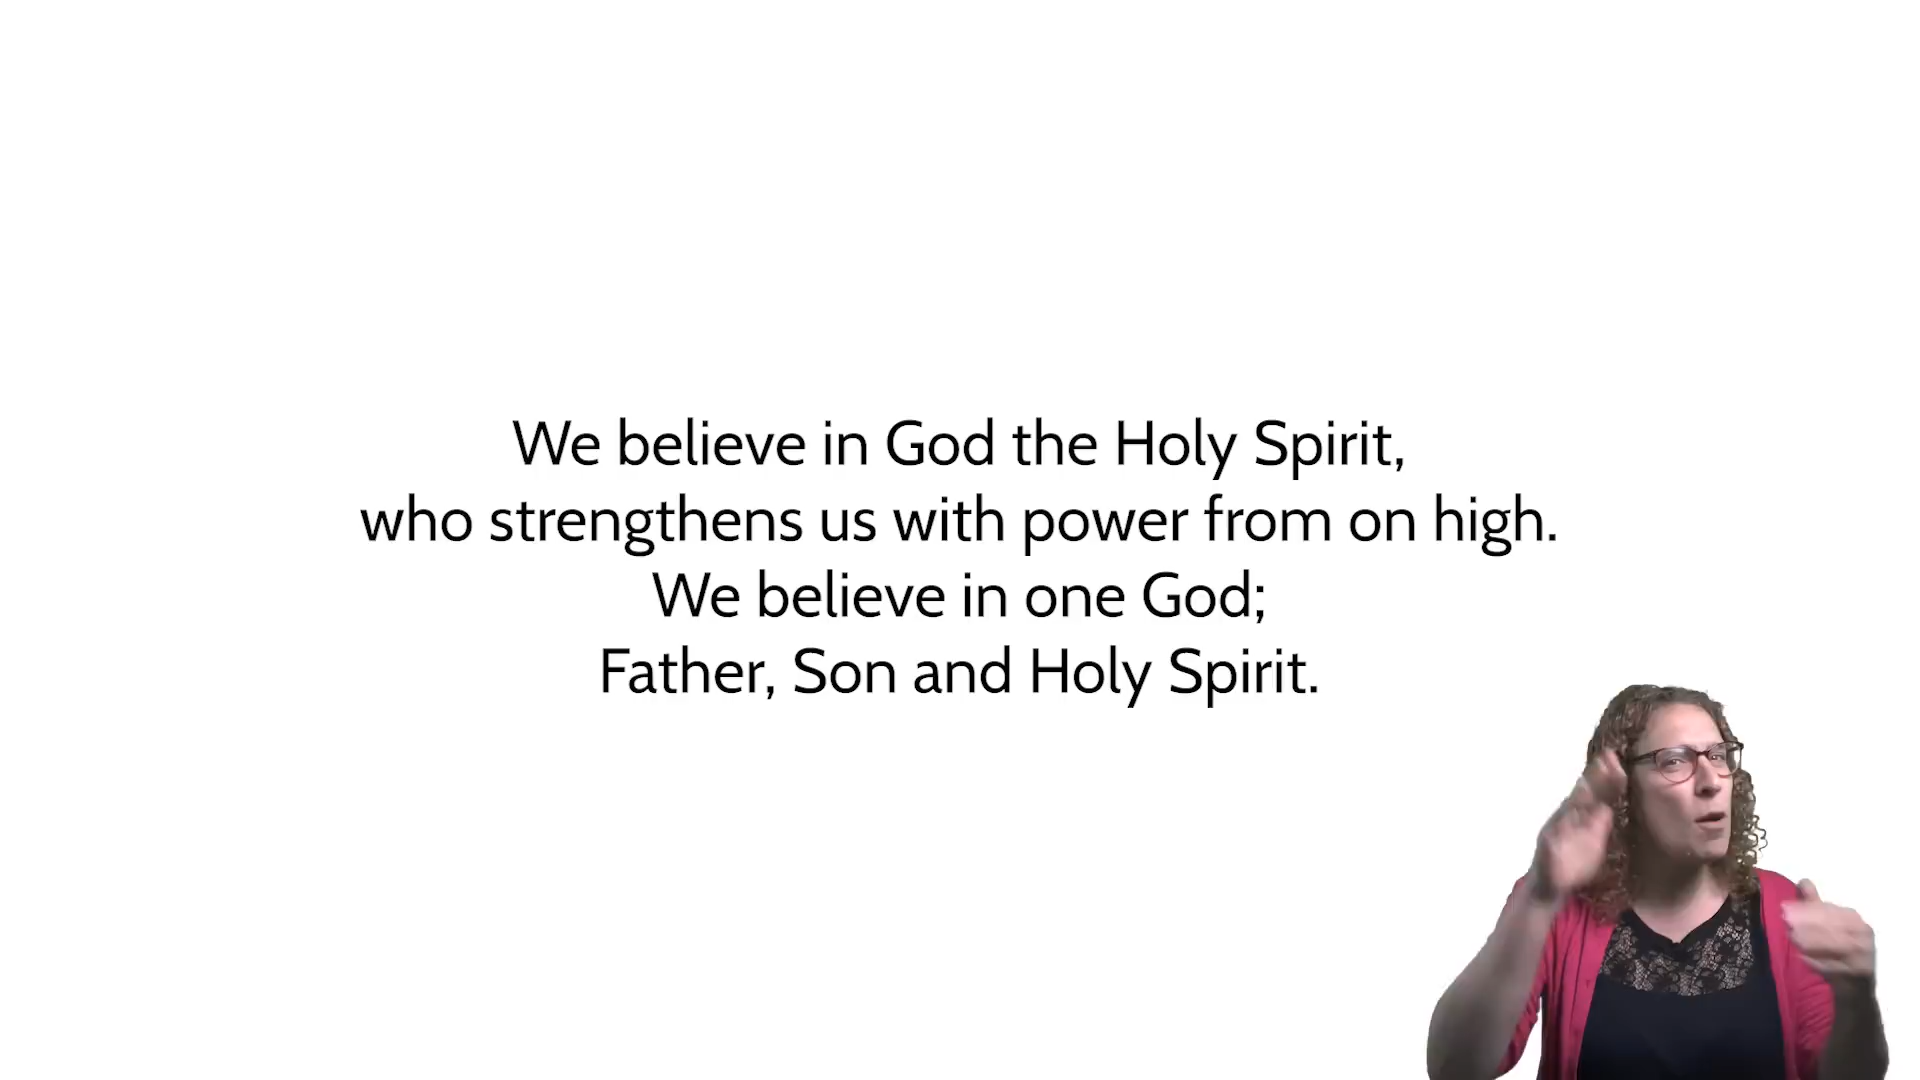 We believe in God the Holy Spirit,
who strengthens us with power from on high.
We believe in one God;
Father, Son and Holy Spirit.